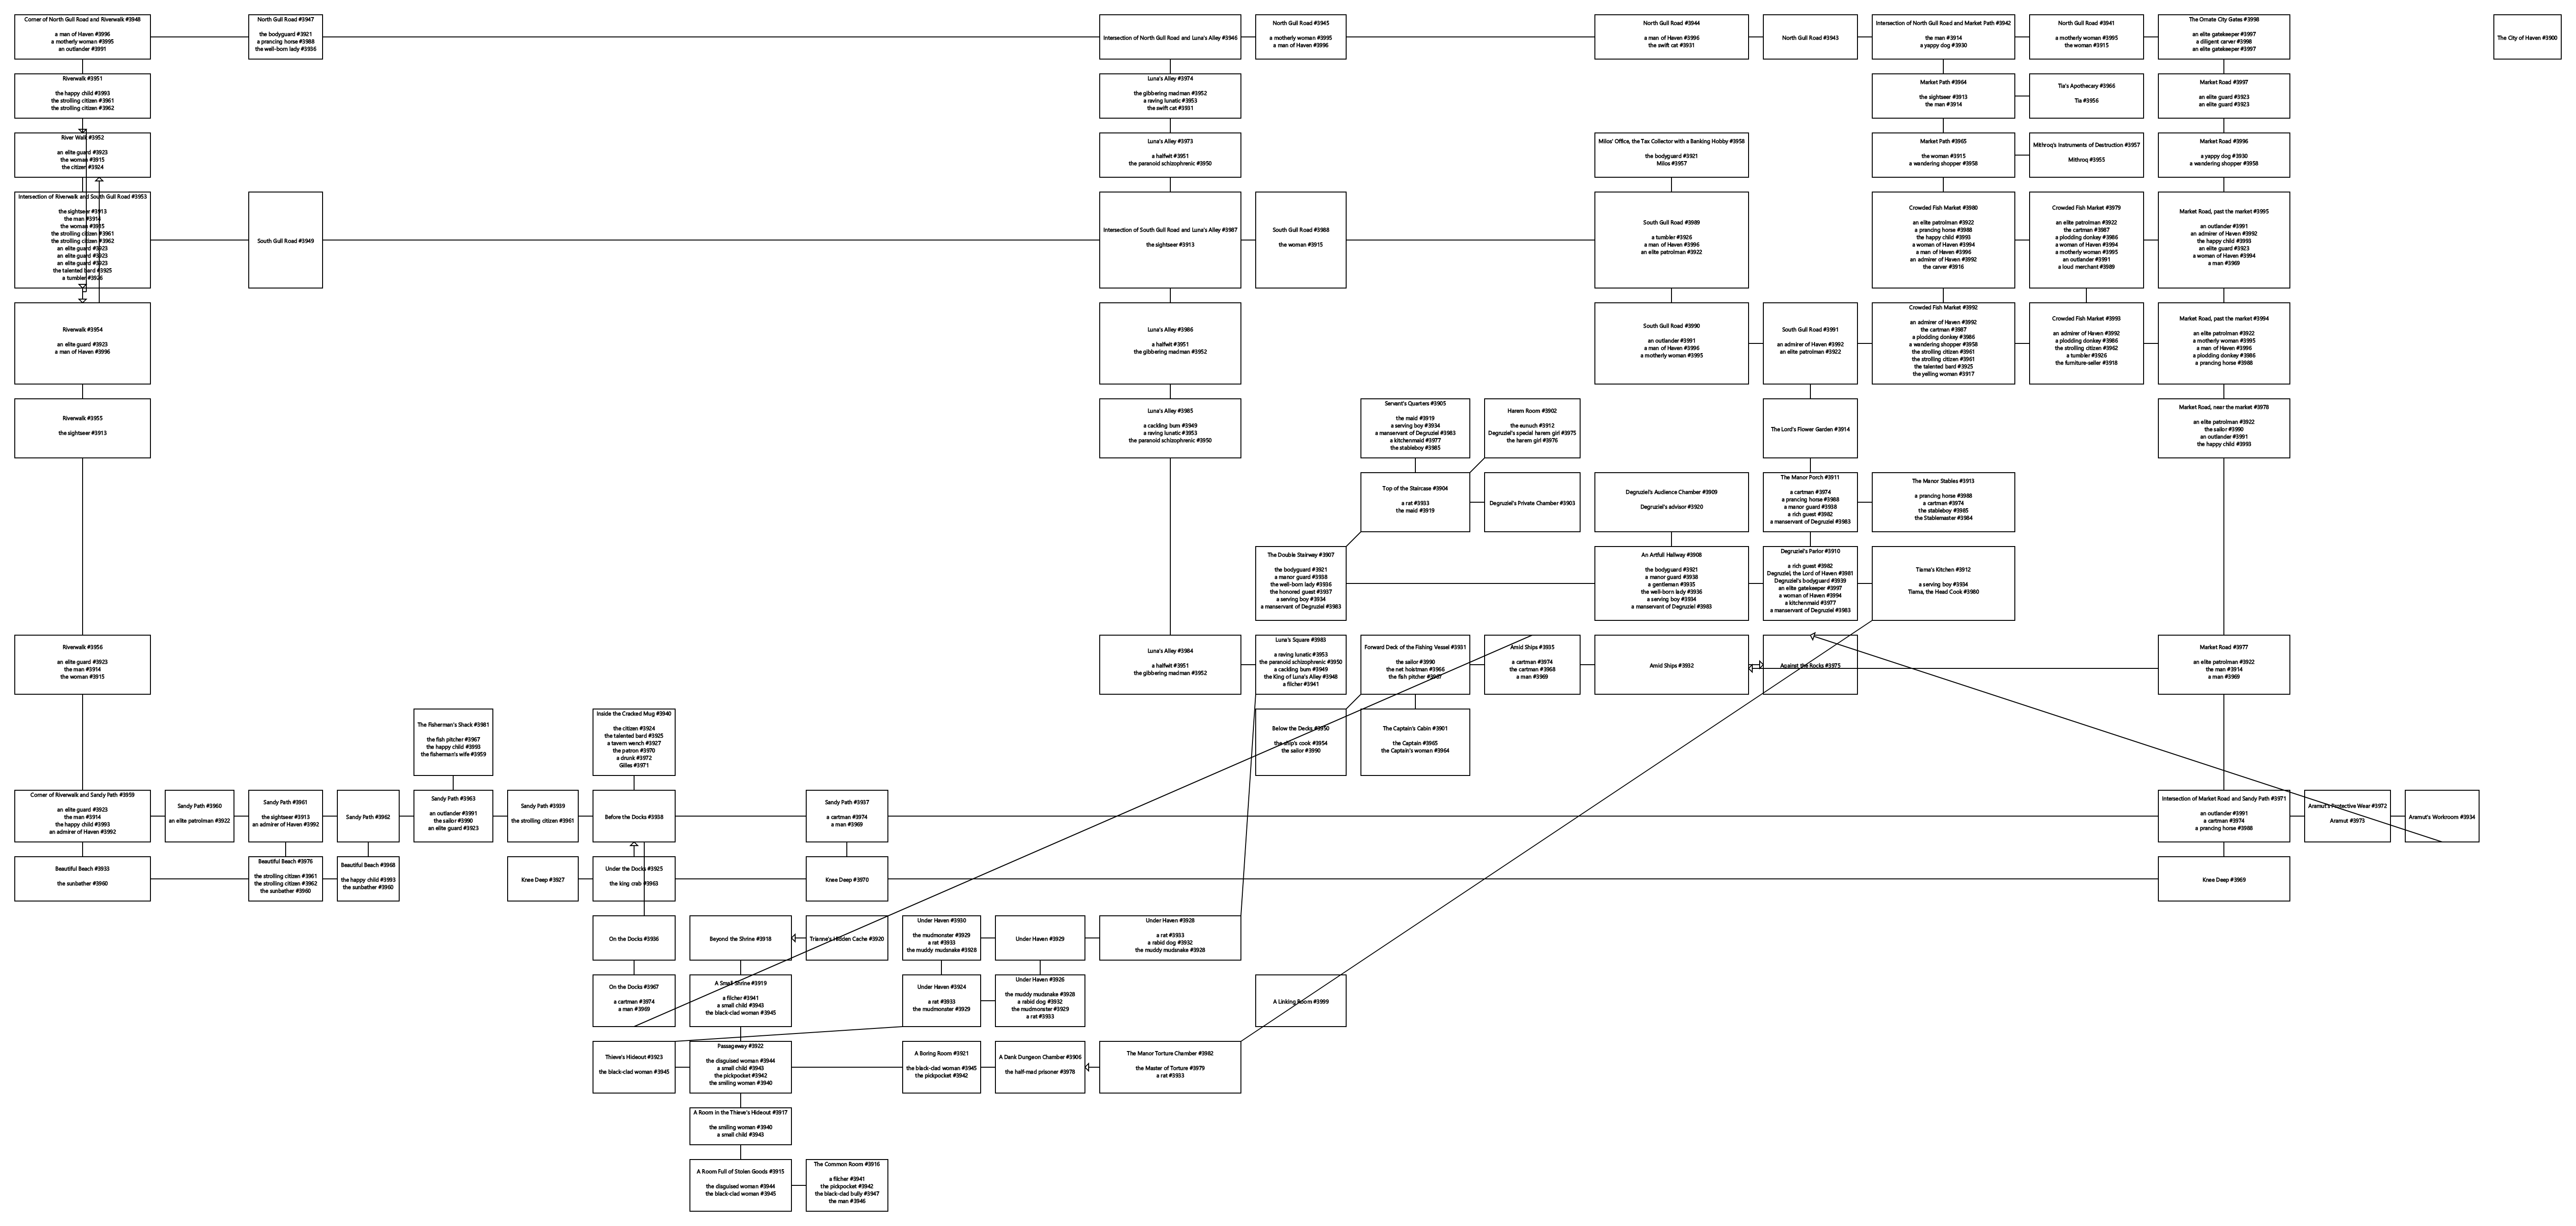 Corner of North Gull Road and Riverwalk #3948
a man of Haven #3996
a motherly woman #3995
an outlander #3991
North Gull Road #3947
the bodyguard #3921
a prancing horse #3988
the well-born lady #3936
Intersection of North Gull Road and Luna's Alley #3946
North Gull Road #3945
a motherly woman #3995
a man of Haven #3996
North Gull Road #3944
a man of Haven #3996
the swift cat #3931
North Gull Road #3943
Intersection of North Gull Road and Market Path #3942
the man #3914
a yappy dog #3930
North Gull Road #3941
a motherly woman #3995
the woman #3915
The Ornate City Gates #3998
an elite gatekeeper #3997
a diligent carver #3998
an elite gatekeeper #3997
The City of Haven #3900
Riverwalk #3951
the happy child #3993
the strolling citizen #3961
the strolling citizen #3962
Luna's Alley #3974
the gibbering madman #3952
a raving lunatic #3953
the swift cat #3931
Market Path #3964
the sightseer #3913
the man #3914
Tia's Apothecary #3966
Tia #3956
Market Road #3997
an elite guard #3923
an elite guard #3923
River Walk #3952
an elite guard #3923
the woman #3915
the citizen #3924
Luna's Alley #3973
a halfwit #3951
the paranoid schizophrenic #3950
Milos' Office, the Tax Collector with a Banking Hobby #3958
the bodyguard #3921
Milos #3957
Market Path #3965
the woman #3915
a wandering shopper #3958
Mithroq's Instruments of Destruction #3957
Mithroq #3955
Market Road #3996
a yappy dog #3930
a wandering shopper #3958
Intersection of Riverwalk and South Gull Road #3953
the sightseer #3913
the man #3914
the woman #3915
the strolling citizen #3961
the strolling citizen #3962
an elite guard #3923
an elite guard #3923
an elite guard #3923
the talented bard #3925
a tumbler #3926
South Gull Road #3949
Intersection of South Gull Road and Luna's Alley #3987
the sightseer #3913
South Gull Road #3988
the woman #3915
South Gull Road #3989
a tumbler #3926
a man of Haven #3996
an elite patrolman #3922
Crowded Fish Market #3980
an elite patrolman #3922
a prancing horse #3988
the happy child #3993
a woman of Haven #3994
a man of Haven #3996
an admirer of Haven #3992
the carver #3916
Crowded Fish Market #3979
an elite patrolman #3922
the cartman #3987
a plodding donkey #3986
a woman of Haven #3994
a motherly woman #3995
an outlander #3991
a loud merchant #3989
Market Road, past the market #3995
an outlander #3991
an admirer of Haven #3992
the happy child #3993
an elite guard #3923
a woman of Haven #3994
a man #3969
Riverwalk #3954
an elite guard #3923
a man of Haven #3996
Luna's Alley #3986
a halfwit #3951
the gibbering madman #3952
South Gull Road #3990
an outlander #3991
a man of Haven #3996
a motherly woman #3995
South Gull Road #3991
an admirer of Haven #3992
an elite patrolman #3922
Crowded Fish Market #3992
an admirer of Haven #3992
the cartman #3987
a plodding donkey #3986
a wandering shopper #3958
the strolling citizen #3961
the strolling citizen #3961
the talented bard #3925
the yelling woman #3917
Crowded Fish Market #3993
an admirer of Haven #3992
a plodding donkey #3986
the strolling citizen #3962
a tumbler #3926
the furniture-seller #3918
Market Road, past the market #3994
an elite patrolman #3922
a motherly woman #3995
a man of Haven #3996
a plodding donkey #3986
a prancing horse #3988
Riverwalk #3955
the sightseer #3913
Luna's Alley #3985
a cackling bum #3949
a raving lunatic #3953
the paranoid schizophrenic #3950
Servant's Quarters #3905
the maid #3919
a serving boy #3934
a manservant of Degruziel #3983
a kitchenmaid #3977
the stableboy #3985
Harem Room #3902
the eunuch #3912
Degruziel's special harem girl #3975
the harem girl #3976
The Lord's Flower Garden #3914
Market Road, near the market #3978
an elite patrolman #3922
the sailor #3990
an outlander #3991
the happy child #3993
Top of the Staircase #3904
a rat #3933
the maid #3919
Degruziel's Private Chamber #3903
Degruziel's Audience Chamber #3909
Degruziel's advisor #3920
The Manor Porch #3911
a cartman #3974
a prancing horse #3988
a manor guard #3938
a rich guest #3982
a manservant of Degruziel #3983
The Manor Stables #3913
a prancing horse #3988
a cartman #3974
the stableboy #3985
the Stablemaster #3984
The Double Stairway #3907
the bodyguard #3921
a manor guard #3938
the well-born lady #3936
the honored guest #3937
a serving boy #3934
a manservant of Degruziel #3983
An Artfull Hallway #3908
the bodyguard #3921
a manor guard #3938
a gentleman #3935
the well-born lady #3936
a serving boy #3934
a manservant of Degruziel #3983
Degruziel's Parlor #3910
a rich guest #3982
Degruziel, the Lord of Haven #3981
Degruziel's bodyguard #3939
an elite gatekeeper #3997
a woman of Haven #3994
a kitchenmaid #3977
a manservant of Degruziel #3983
Tiama's Kitchen #3912
a serving boy #3934
Tiama, the Head Cook #3980
Riverwalk #3956
an elite guard #3923
the man #3914
the woman #3915
Luna's Alley #3984
a halfwit #3951
the gibbering madman #3952
Luna's Square #3983
a raving lunatic #3953
the paranoid schizophrenic #3950
a cackling bum #3949
the King of Luna's Alley #3948
a filcher #3941
Forward Deck of the Fishing Vessel #3931
the sailor #3990
the net hoistman #3966
the fish pitcher #3967
Amid Ships #3935
a cartman #3974
the cartman #3968
a man #3969
Amid Ships #3932
Against the Rocks #3975
Market Road #3977
an elite patrolman #3922
the man #3914
a man #3969
The Fisherman's Shack #3981
the fish pitcher #3967
the happy child #3993
the fisherman's wife #3959
Inside the Cracked Mug #3940
the citizen #3924
the talented bard #3925
a tavern wench #3927
the patron #3970
a drunk #3972
Gilles #3971
Below the Decks #3950
the ship's cook #3954
the sailor #3990
The Captain's Cabin #3901
the Captain #3965
the Captain's woman #3964
Corner of Riverwalk and Sandy Path #3959
an elite guard #3923
the man #3914
the happy child #3993
an admirer of Haven #3992
Sandy Path #3960
an elite patrolman #3922
Sandy Path #3961
the sightseer #3913
an admirer of Haven #3992
Sandy Path #3962
Sandy Path #3963
an outlander #3991
the sailor #3990
an elite guard #3923
Sandy Path #3939
the strolling citizen #3961
Before the Docks #3938
Sandy Path #3937
a cartman #3974
a man #3969
Intersection of Market Road and Sandy Path #3971
an outlander #3991
a cartman #3974
a prancing horse #3988
Aramut's Protective Wear #3972
Aramut #3973
Aramut's Workroom #3934
Beautiful Beach #3933
the sunbather #3960
Beautiful Beach #3976
the strolling citizen #3961
the strolling citizen #3962
the sunbather #3960
Beautiful Beach #3968
the happy child #3993
the sunbather #3960
Knee Deep #3927
Under the Docks #3925
the king crab #3963
Knee Deep #3970
Knee Deep #3969
On the Docks #3936
Beyond the Shrine #3918
Trianne's Hidden Cache #3920
Under Haven #3930
the mudmonster #3929
a rat #3933
the muddy mudsnake #3928
Under Haven #3929
Under Haven #3928
a rat #3933
a rabid dog #3932
the muddy mudsnake #3928
On the Docks #3967
a cartman #3974
a man #3969
A Small Shrine #3919
a filcher #3941
a small child #3943
the black-clad woman #3945
Under Haven #3924
a rat #3933
the mudmonster #3929
Under Haven #3926
the muddy mudsnake #3928
a rabid dog #3932
the mudmonster #3929
a rat #3933
A Linking Room #3999
Thieve's Hideout #3923
the black-clad woman #3945
Passageway #3922
the disguised woman #3944
a small child #3943
the pickpocket #3942
the smiling woman #3940
A Boring Room #3921
the black-clad woman #3945
the pickpocket #3942
A Dank Dungeon Chamber #3906
the half-mad prisoner #3978
The Manor Torture Chamber #3982
the Master of Torture #3979
a rat #3933
A Room in the Thieve's Hideout #3917
the smiling woman #3940
a small child #3943
A Room Full of Stolen Goods #3915
the disguised woman #3944
the black-clad woman #3945
The Common Room #3916
a filcher #3941
the pickpocket #3942
the black-clad bully #3947
the man #3946